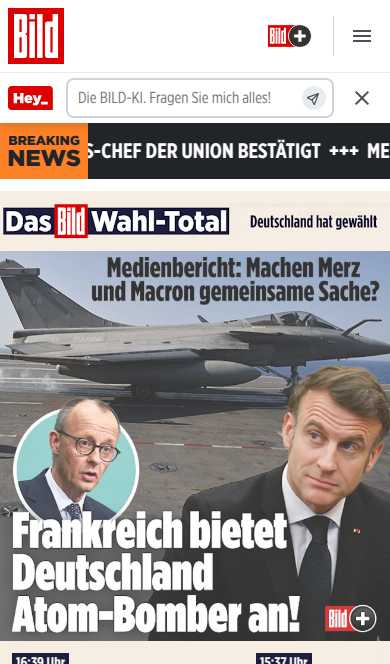 Bild
Bild+
Hey_
Die BILD-KI. Fragen Sie mich alles!
BREAKING
NEWS
S-CHEF DER UNION BESTÄTIGT +++ ME
Das Bild Wahl-Total
Deutschland hat gewählt
Medienbericht: Machen Merz
und Macron gemeinsame Sache?
Frankreich bietet
Deutschland
Atom-Bomber an!
Bild+
16:39 Uhr
15:37 Uhr